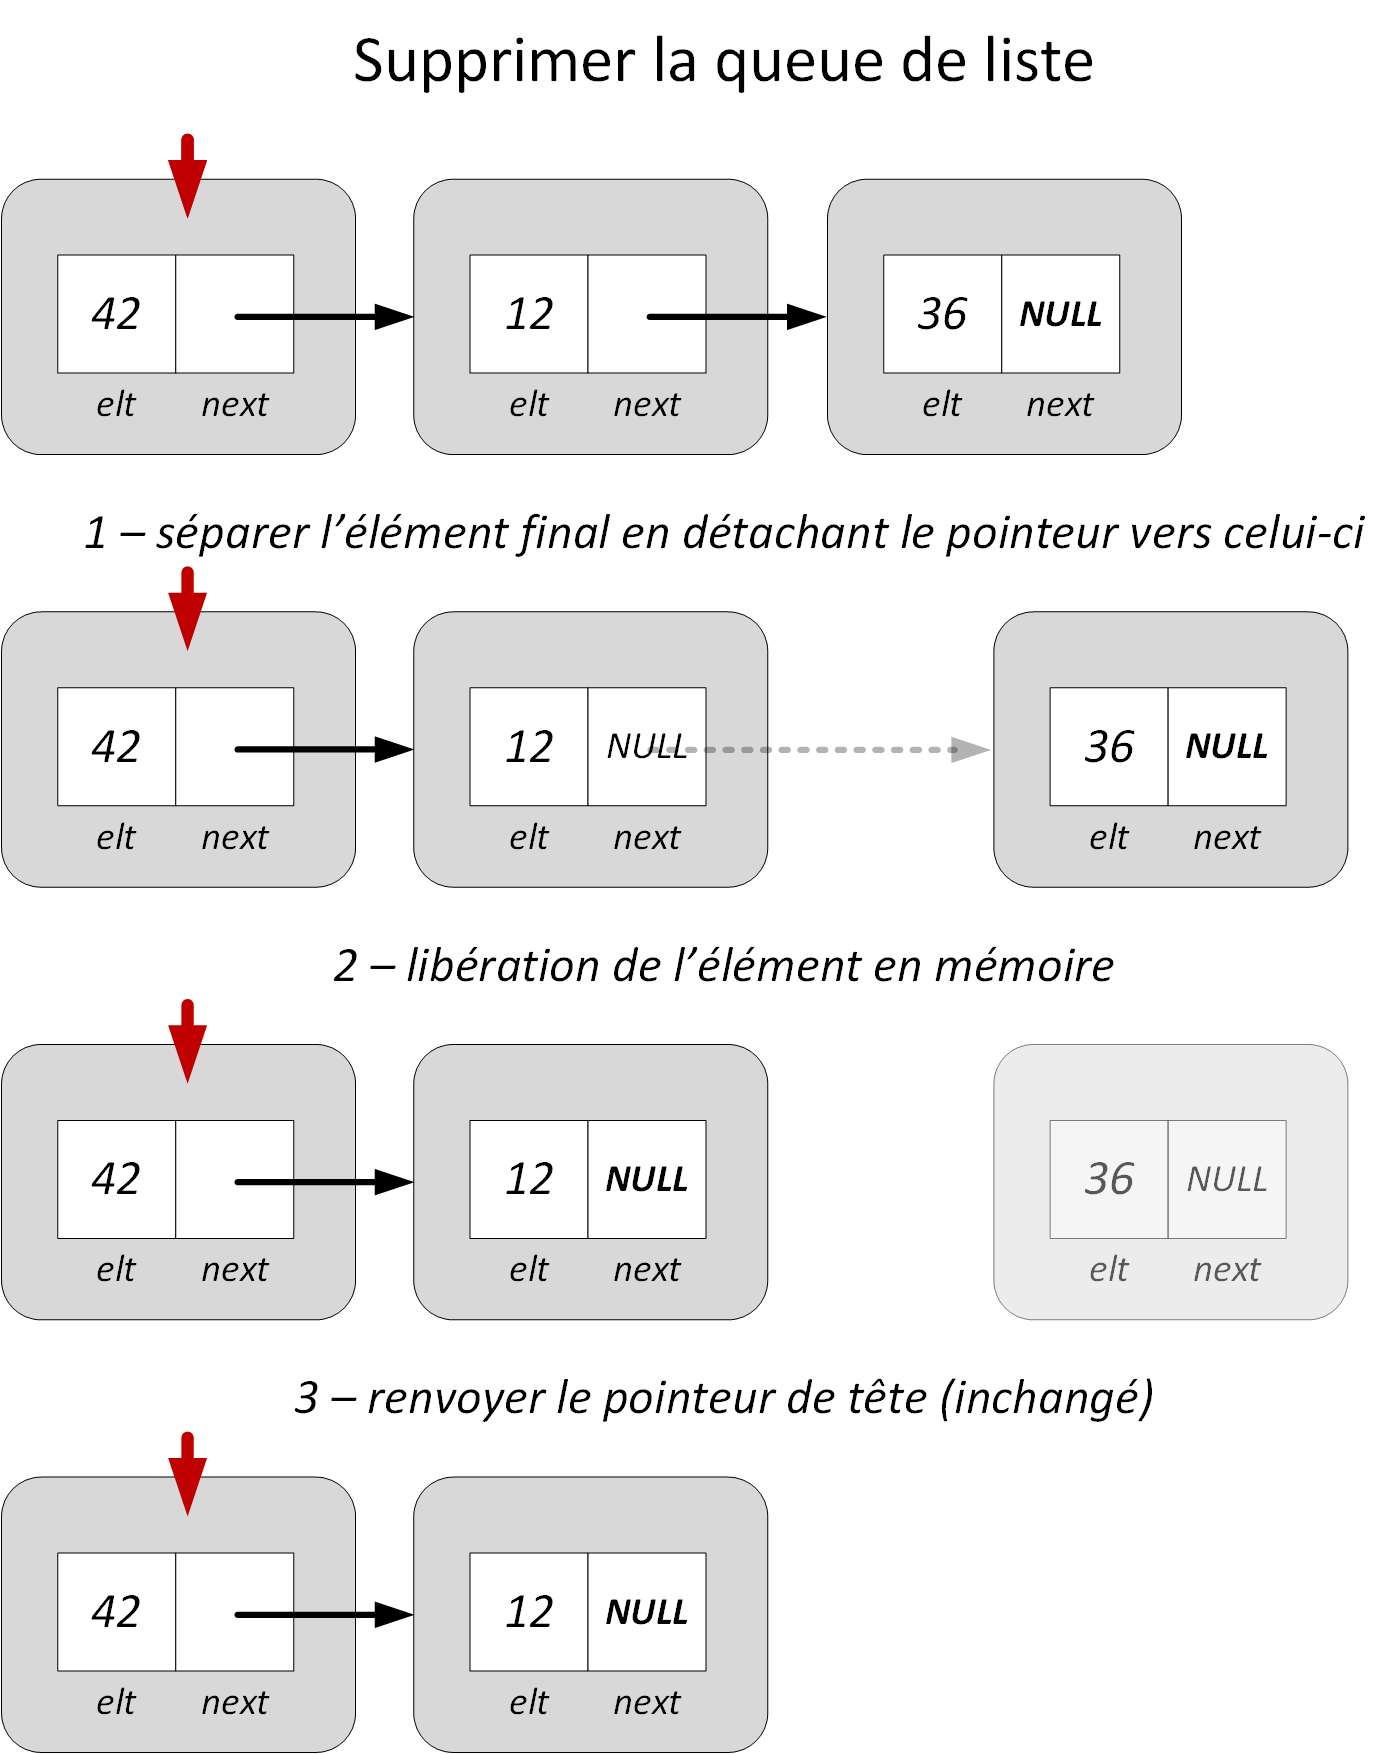 Supprimer la queue de liste
42 12 36 NULL
elt next elt next elt next
1 – séparer l’élément final en détachant le pointeur vers celui-ci
42 12 NULL 36 NULL
elt next elt next elt next
2 – libération de l’élément en mémoire
42 12 NULL 36 NULL
elt next elt next elt next
3 – renvoyer le pointeur de tête (inchangé)
42 12 NULL
elt next elt next